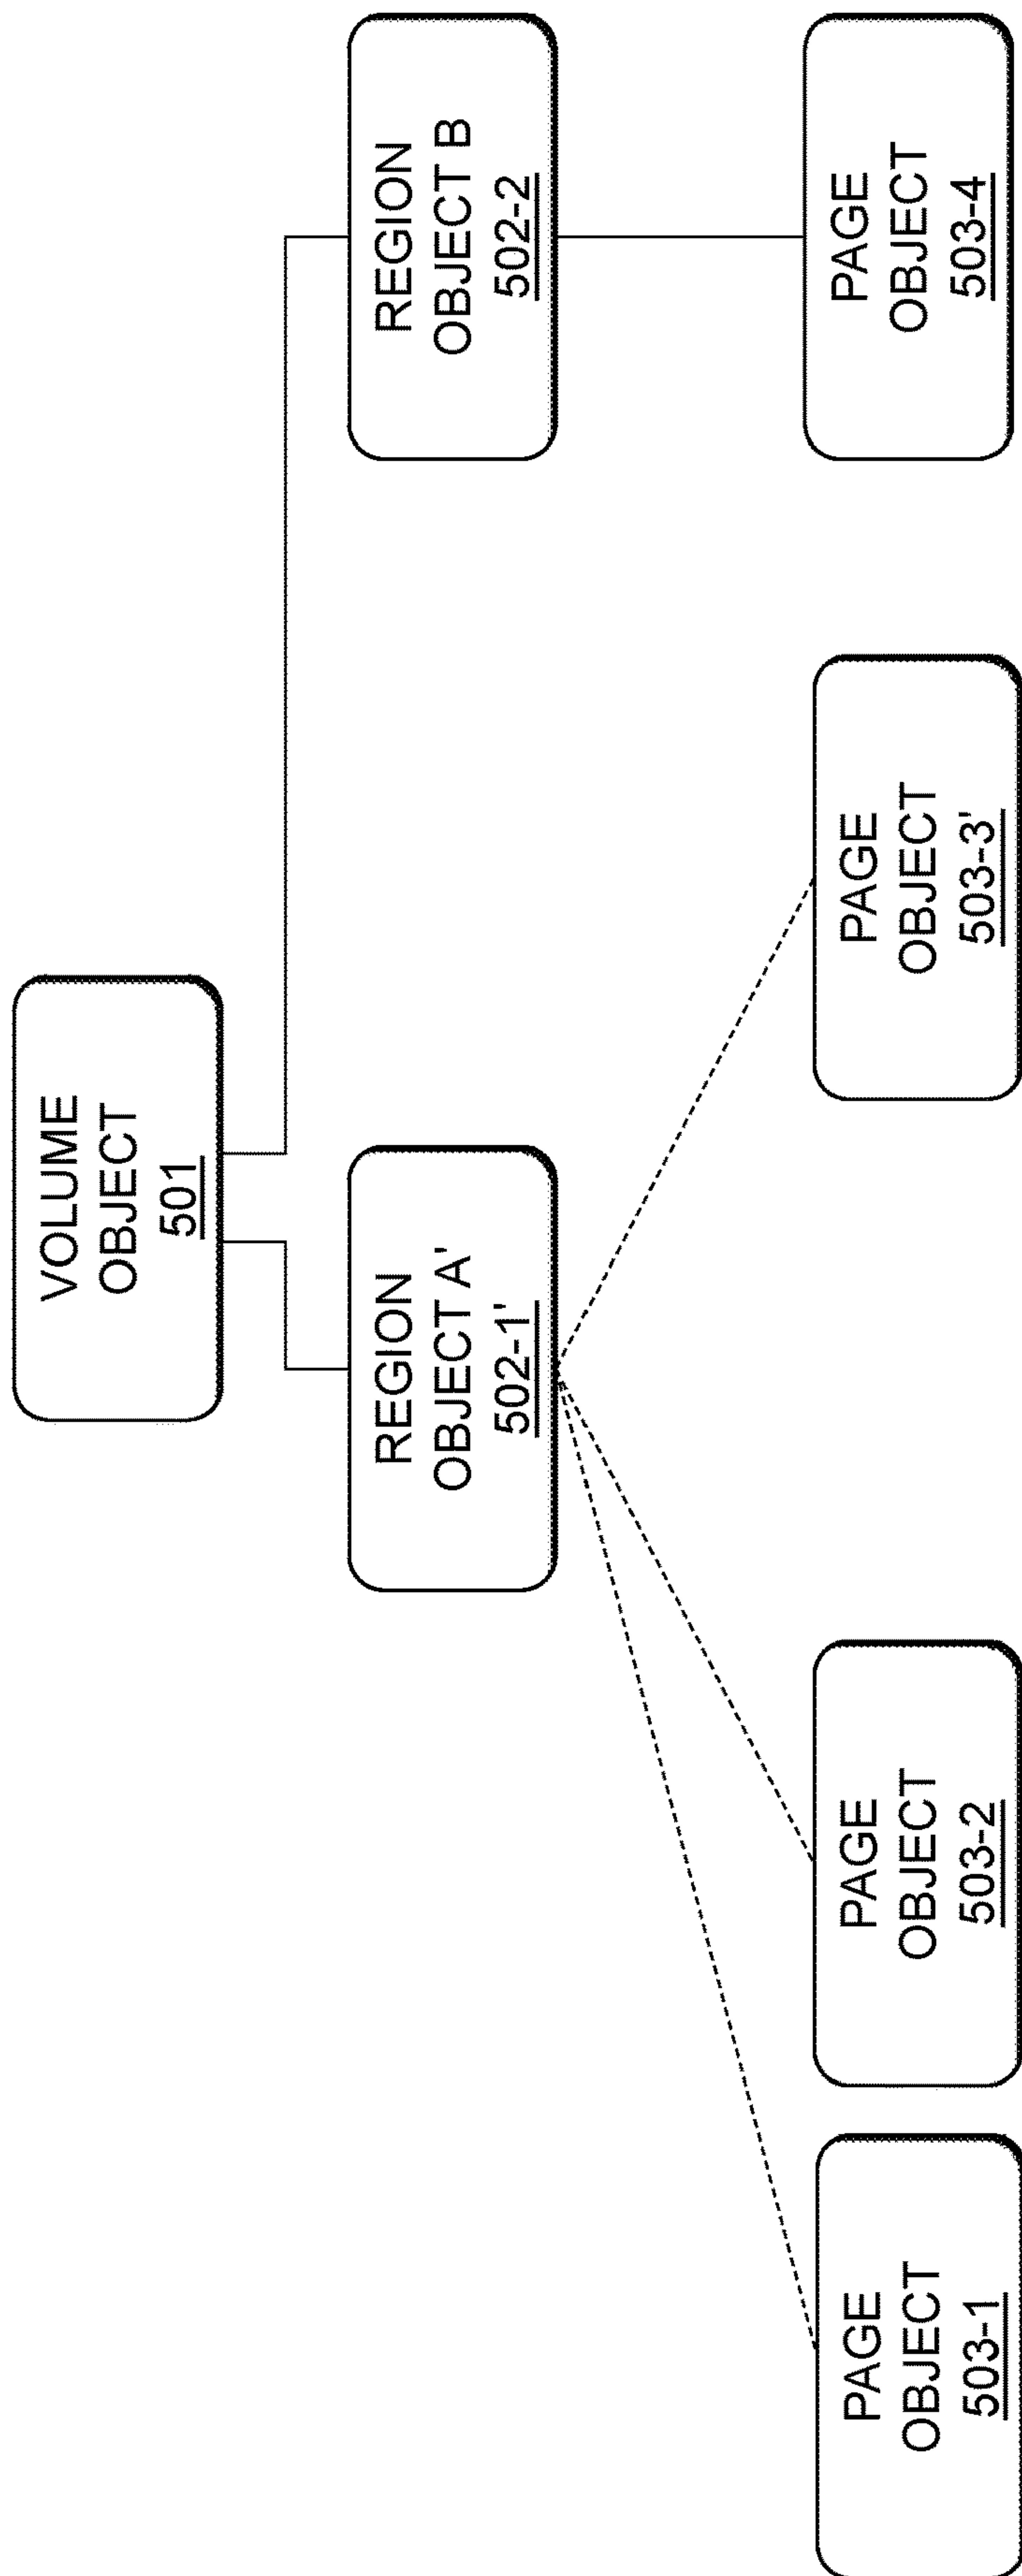 VOLUME
OBJECT
501
REGION
OBJECT A'
502-1'
REGION
OBJECT B
502-2
PAGE
OBJECT
503-1
PAGE
OBJECT
503-2
PAGE
OBJECT
503-3'
PAGE
OBJECT
503-4